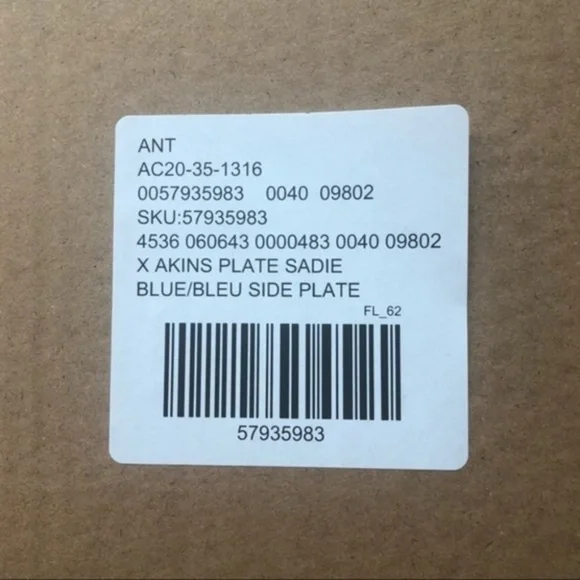 ANT
AC20-35-1316
0057935983 0040 09802
SKU:57935983
4536 060643 0000483 0040 09802
X AKINS PLATE SADIE
BLUE/BLEU SIDE PLATE
FL_62
57935983